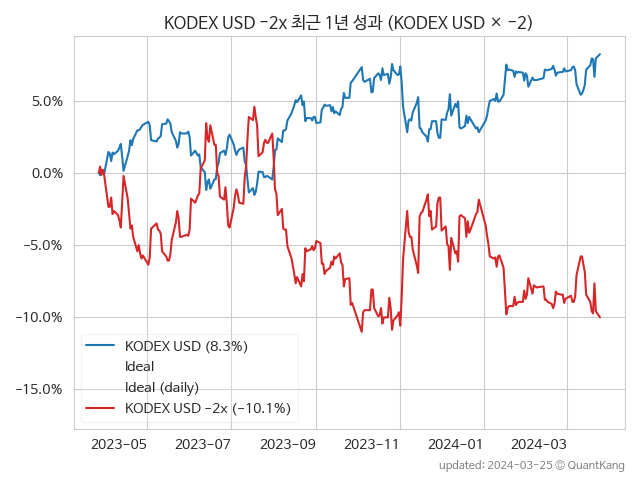 KODEX USD -2x 최근 1년 성과 (KODEX USD × -2)
5.0%
0.0%
-5.0%
-10.0%
-15.0%
KODEX USD (8.3%)
Ideal
Ideal (daily)
KODEX USD -2x (-10.1%)
2023-05 2023-07 2023-09 2023-11 2024-01 2024-03
updated: 2024-03-25 © QuantKang